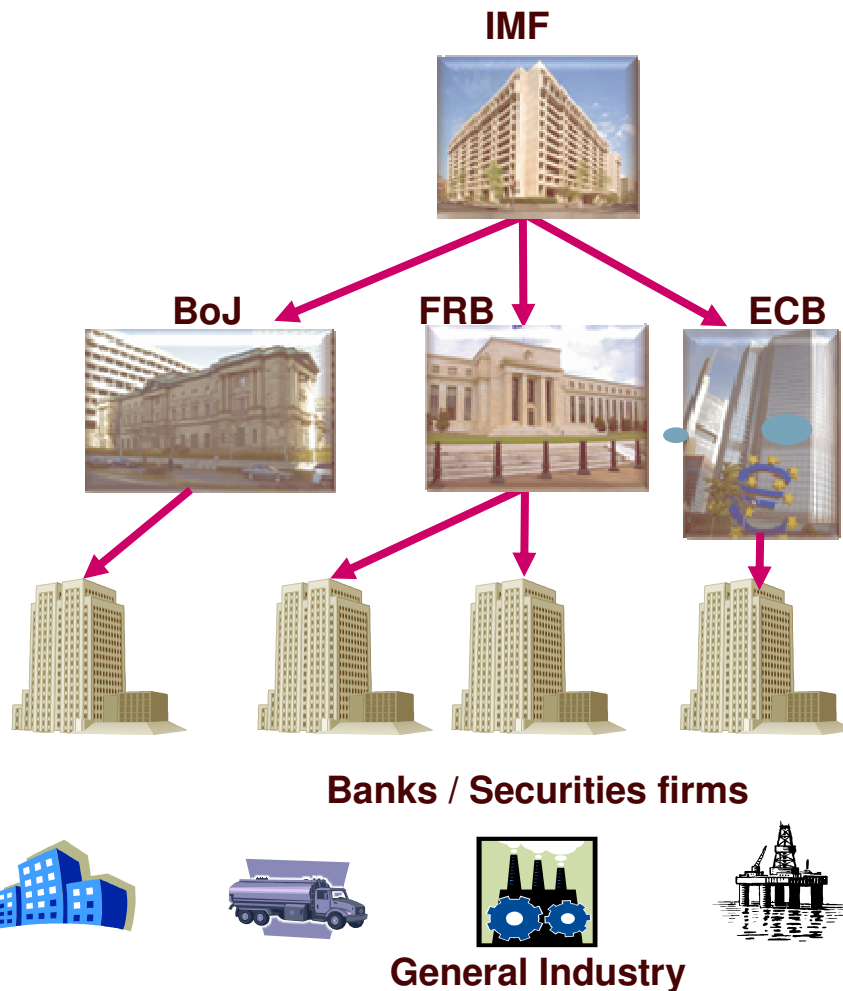 IMF
BoJ
FRB
ECB
Banks / Securities firms
General Industry